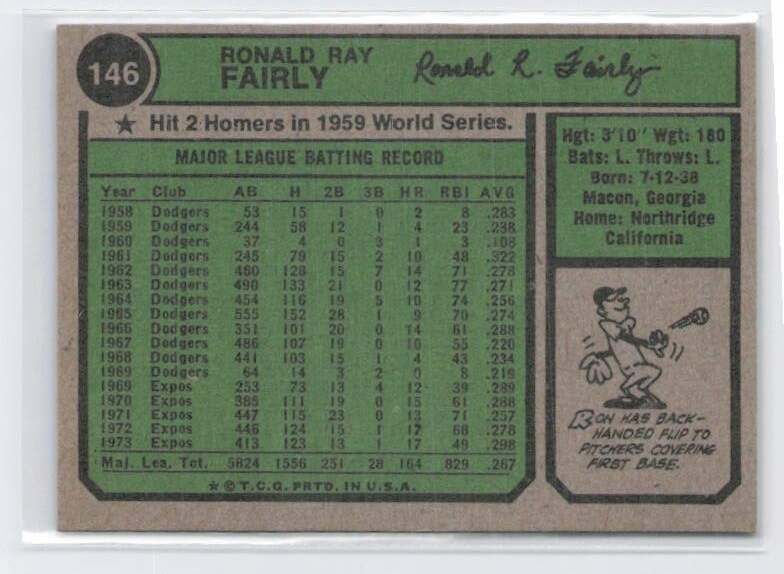 146
RONALD RAY
FAIRLY
Ronald R. Fairly
★ Hit 2 Homers in 1959 World Series.
MAJOR LEAGUE BATTING RECORD
Year Club AB H 2B 3B HR RBI AVG
1958 Dodgers 53 15 1 0 2 8 .283
1959 Dodgers 244 58 12 1 4 23 .238
1960 Dodgers 37 4 0 3 1 3 .108
1961 Dodgers 245 79 15 2 10 48 .322
1962 Dodgers 460 128 15 7 14 71 .278
1963 Dodgers 490 133 21 0 12 77 .271
1964 Dodgers 454 116 19 5 10 74 .256
1965 Dodgers 555 152 28 1 9 70 .274
1966 Dodgers 351 101 20 0 14 61 .288
1967 Dodgers 486 107 19 0 10 55 .220
1968 Dodgers 441 103 15 1 4 43 .234
1969 Dodgers 64 14 3 2 0 8 .219
1969 Expos 253 73 13 4 12 39 .289
1970 Expos 385 111 19 0 15 61 .288
1971 Expos 447 115 23 0 13 71 .257
1972 Expos 446 124 15 1 17 68 .278
1973 Expos 413 123 13 1 17 49 .298
Maj. Lea. Tot. 5824 1556 251 28 164 829 .267
★ © T.C.G. PRTD. IN U.S.A.
Hgt: 5'10" Wgt: 180
Bats: L. Throws: L.
Born: 7-12-38
Macon, Georgia
Home: Northridge
California
RON HAS BACK-
HANDED FLIP TO
PITCHERS COVERING
FIRST BASE.